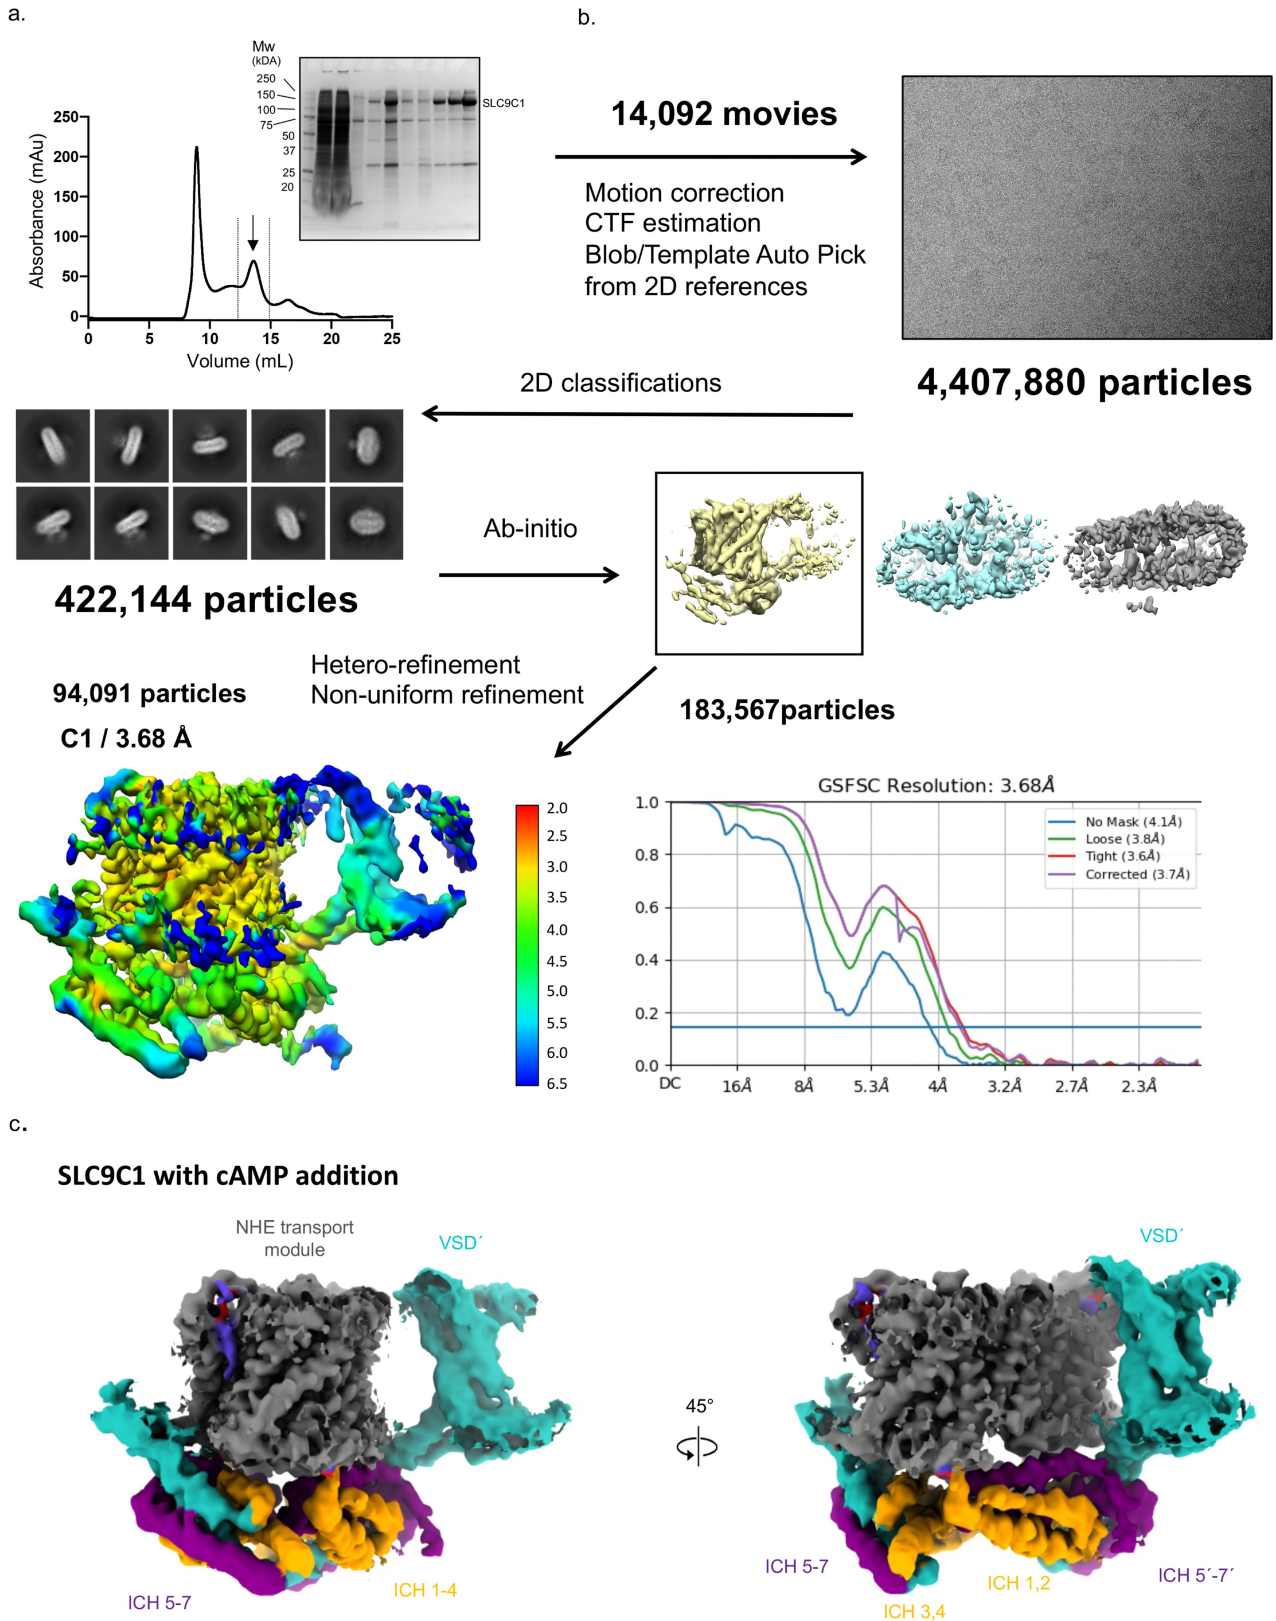 a.
Mw
(kDA)
250
150
100
75
50
37
25
20
SLC9C1
250
200
150
100
50
0
Absorbance (mAu)
0 5 10 15 20 25
Volume (mL)
b.
14,092 movies
Motion correction
CTF estimation
Blob/Template Auto Pick
from 2D references
4,407,880 particles
2D classifications
422,144 particles
Ab-initio
183,567particles
Hetero-refinement
Non-uniform refinement
94,091 particles
C1 / 3.68 Å
2.0
2.5
3.0
3.5
4.0
4.5
5.0
5.5
6.0
6.5
GSFSC Resolution: 3.68Å
No Mask (4.1Å)
Loose (3.8Å)
Tight (3.6Å)
Corrected (3.7Å)
1.0
0.8
0.6
0.4
0.2
0.0
DC 16Å 8Å 5.3Å 4Å 3.2Å 2.7Å 2.3Å
c.
SLC9C1 with cAMP addition
NHE transport
module
VSD´
ICH 5-7
ICH 1-4
45°
VSD´
ICH 5-7
ICH 3,4
ICH 1,2
ICH 5´-7´